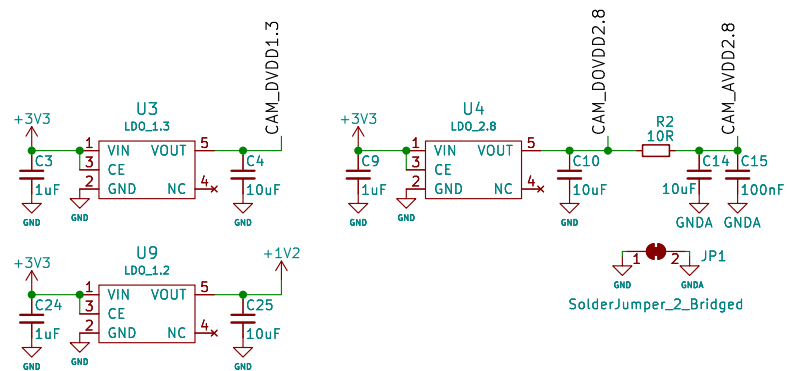 CAM_DVDD1.3
CAM_DOVDD2.8
CAM_AVDD2.8
+3V3
U3
LDO_1.3
1 VIN VOUT 5
3 CE
2 GND NC 4
C3
1uF
GND
GND
C4
10uF
GND
+3V3
U4
LDO_2.8
1 VIN VOUT 5
3 CE
2 GND NC 4
C9
1uF
GND
GND
C10
10uF
GND
R2
10R
C14
10uF
GNDA
C15
100nF
GNDA
+3V3
U9
LDO_1.2
1 VIN VOUT 5
3 CE
2 GND NC 4
C24
1uF
GND
GND
+1V2
C25
10uF
GND
1 2 JP1
GND
GNDA
SolderJumper_2_Bridged